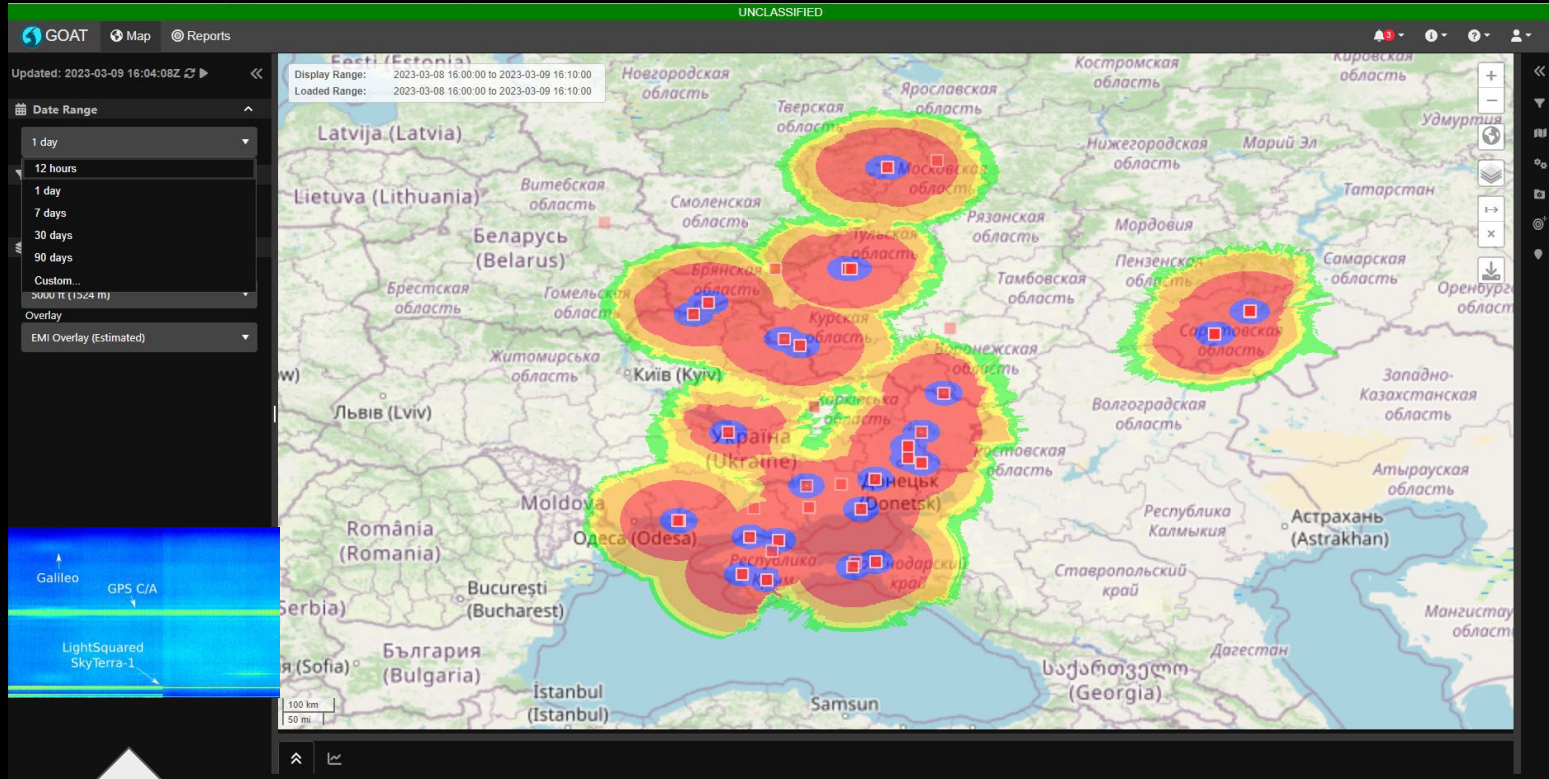 UNCLASSIFIED
GOAT
Map
Reports
3
Updated: 2023-03-09 16:04:08Z
Date Range
1 day
12 hours
1 day
7 days
30 days
90 days
Custom...
5000 ft (1524 m)
Overlay
EMI Overlay (Estimated)
Galileo
GPS C/A
LightSquared
SkyTerra-1
Display Range: 2023-03-08 16:00:00 to 2023-03-09 16:10:00
Loaded Range: 2023-03-08 16:00:00 to 2023-03-09 16:10:00
Eesti (Estonia)
Новгородская
область
Тверская
область
Ярославская
область
Костромская
область
Кировская
область
Удмуртия
Latvija (Latvia)
Нижегородская
область
Марий Эл
Московская
область
Татарстан
Lietuva (Lithuania)
Витебская
область
Смоленская
область
Рязанская
область
Мордовия
Беларусь
(Belarus)
Тульская
область
Пензенская
область
Самарская
область
Брянская
область
Тамбовская
область
Брестская
область
Гомельская
область
Оренбург
област
Курская
область
Саратовская
область
Воронежская
область
Житомирська
область
Київ (Kyiv)
w)
Западно-
Казахстанская
область
Львів (Lviv)
Харківська
область
Волгоградская
область
Україна
(Ukraine)
Ростовская
область
Атырауская
область
Донецьк
(Donetsk)
Moldova
Республика
Калмыкия
Астрахань
(Astrakhan)
România
(Romania)
Одеса (Odesa)
Республика
Краснодарский
край
Ставропольский
край
București
(Bucharest)
Serbia)
Мангистау
област
България
(Bulgaria)
я (Sofia)
Дагестан
საქართველო
(Georgia)
İstanbul
(Istanbul)
Samsun
100 km
50 mi